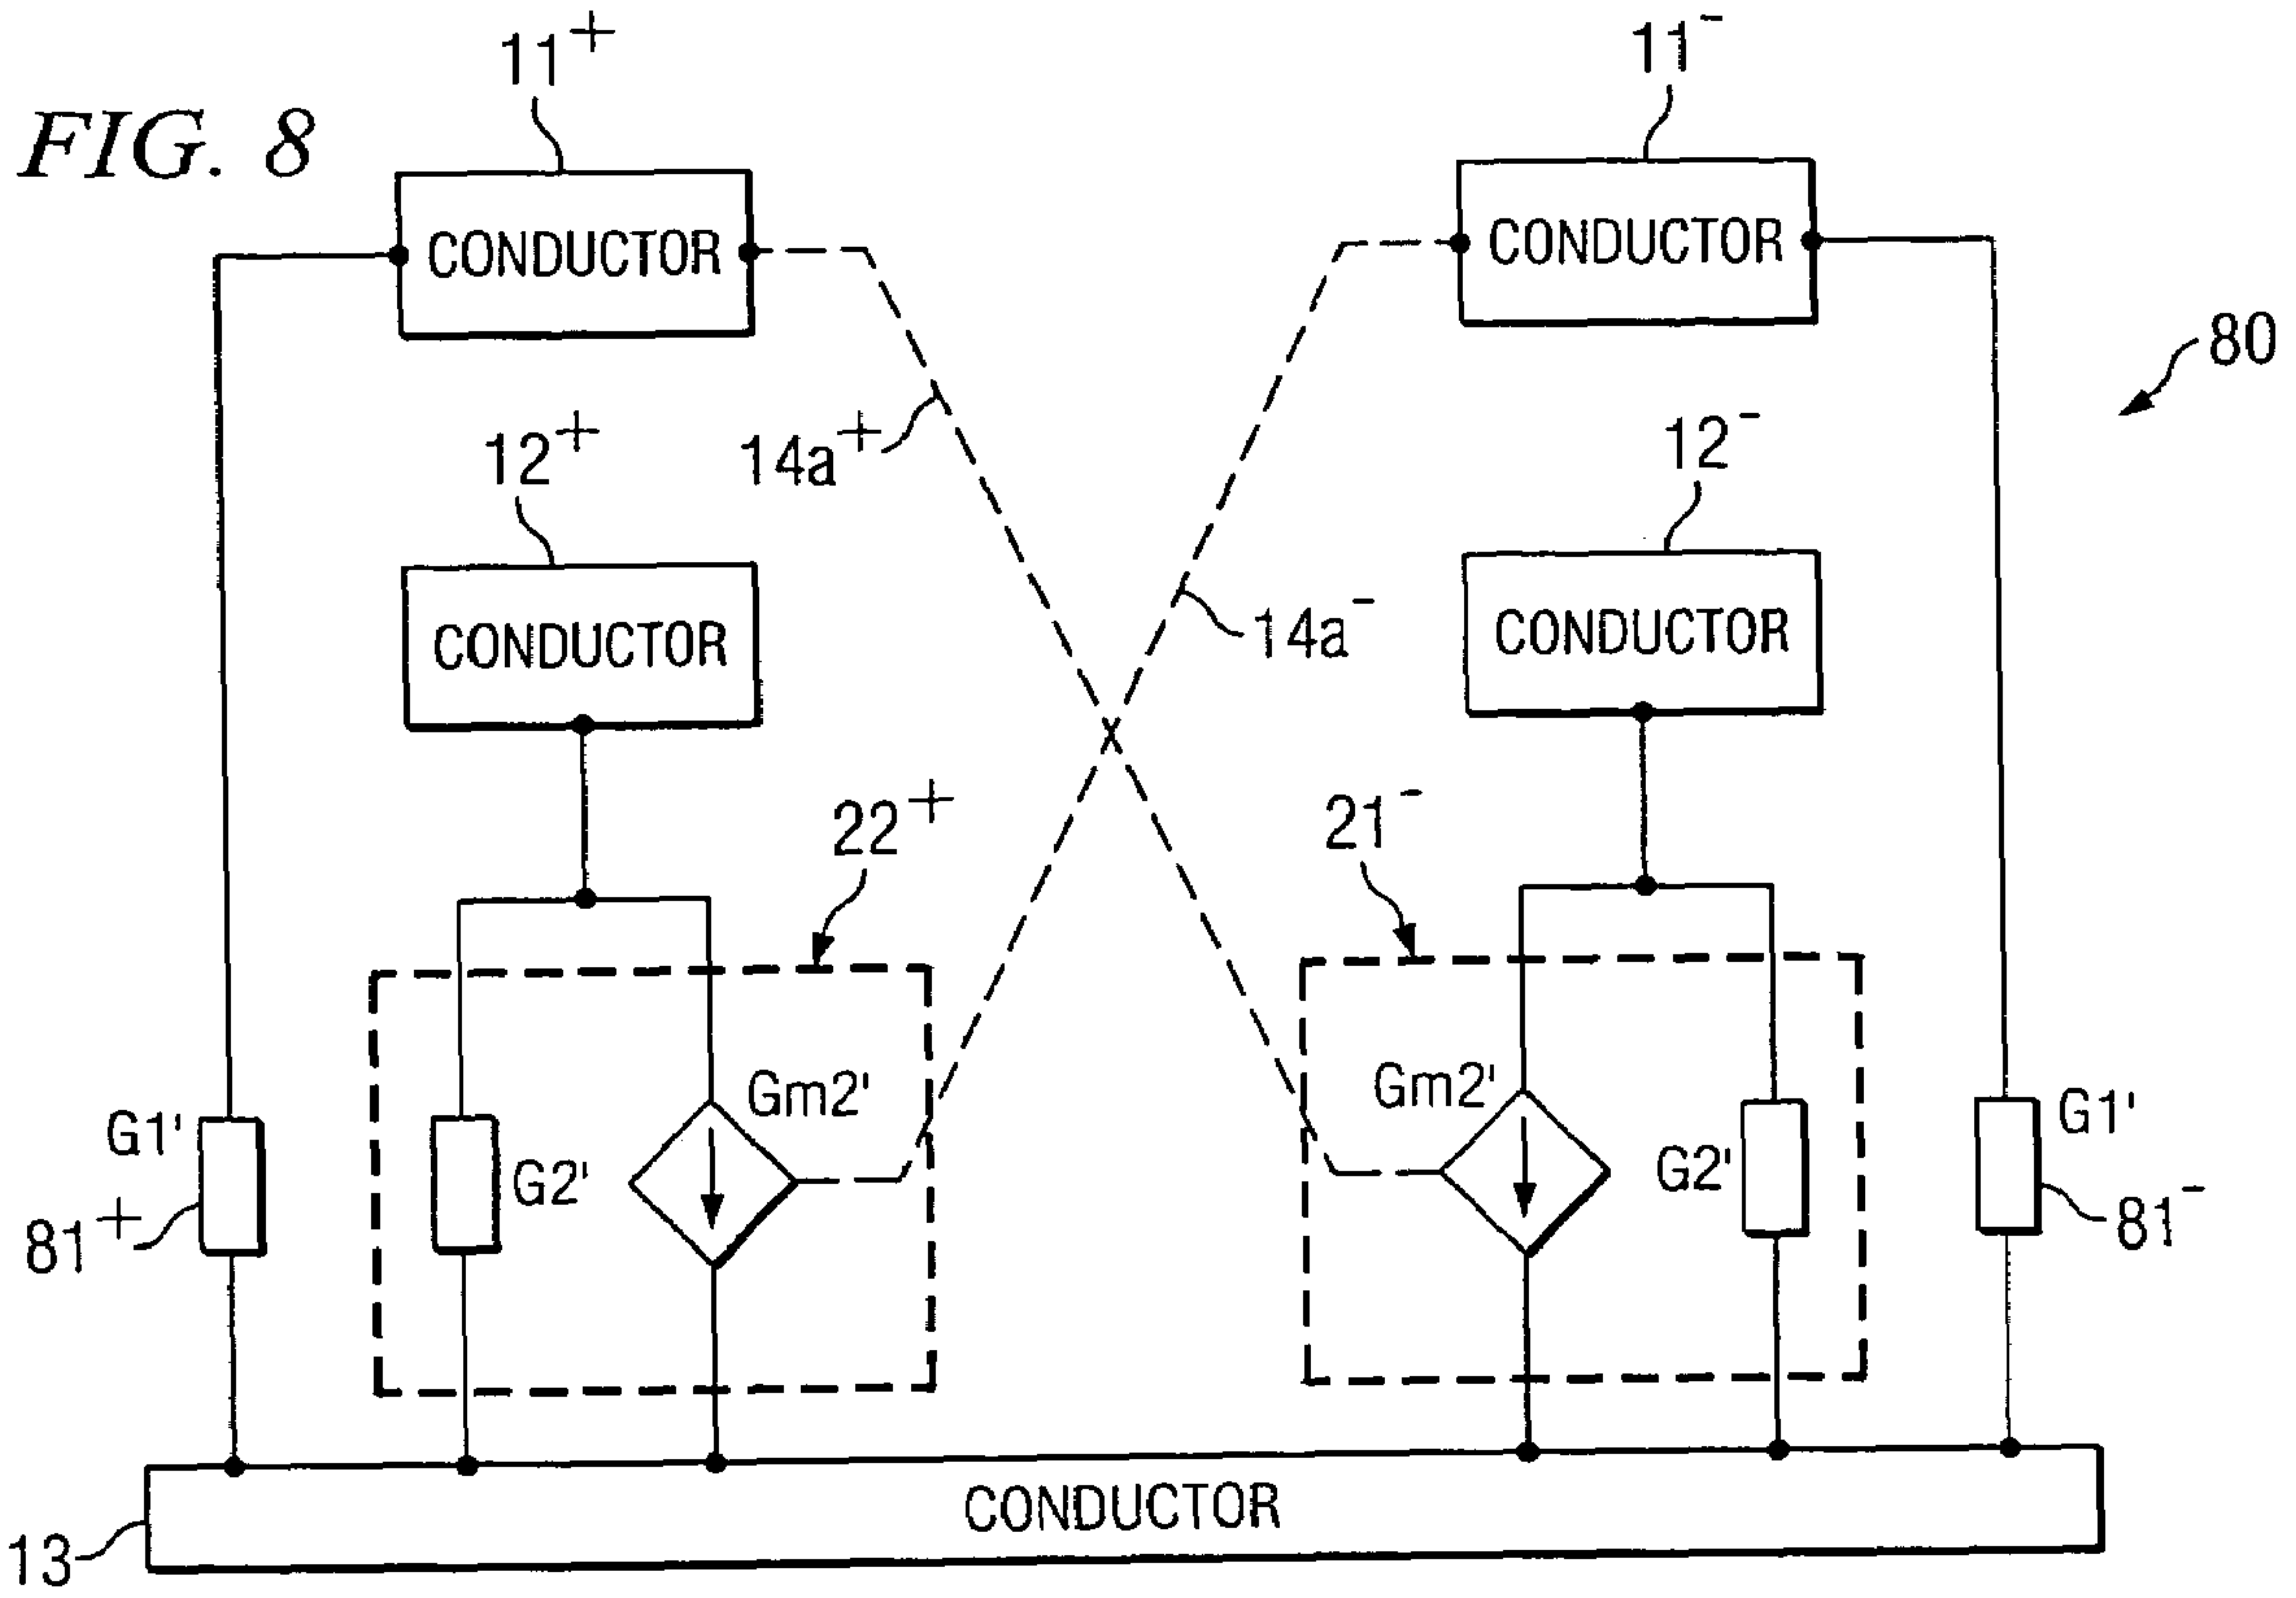 FIG. 8
11+
11-
CONDUCTOR
CONDUCTOR
80
12+
14a+
12-
CONDUCTOR
14a-
CONDUCTOR
22+
21-
G1'
G2'
Gm2'
Gm2'
G2'
G1'
81+
81-
CONDUCTOR
13